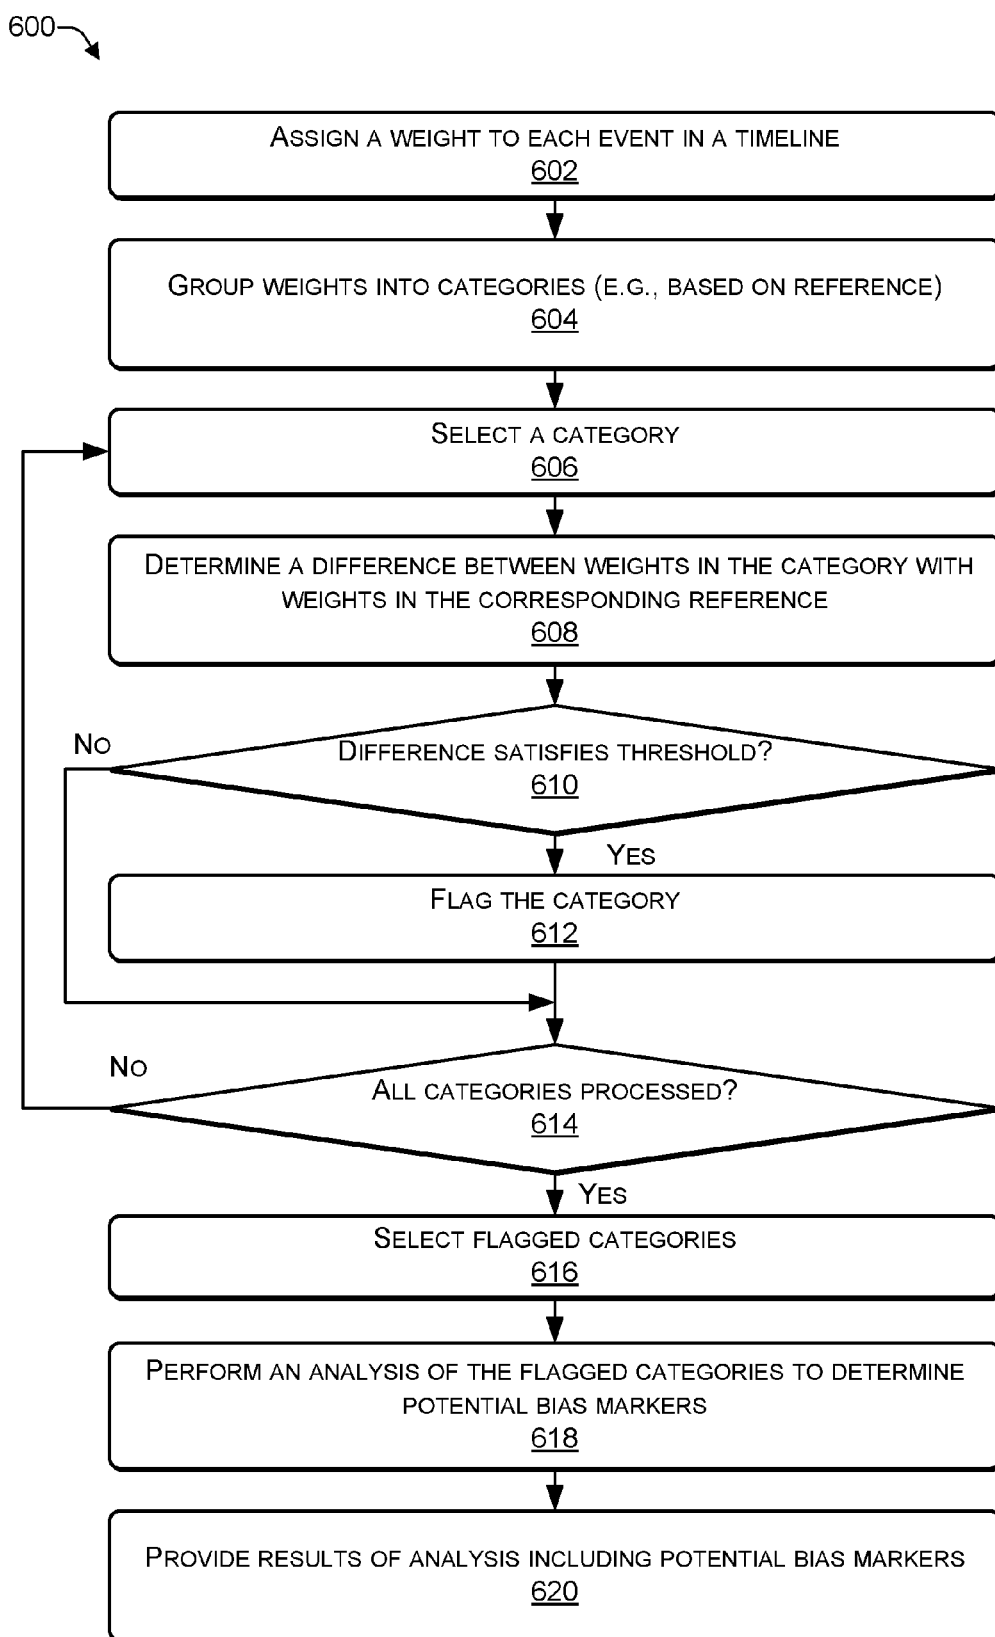 600
ASSIGN A WEIGHT TO EACH EVENT IN A TIMELINE
602
GROUP WEIGHTS INTO CATEGORIES (E.G., BASED ON REFERENCE)
604
SELECT A CATEGORY
606
DETERMINE A DIFFERENCE BETWEEN WEIGHTS IN THE CATEGORY WITH
WEIGHTS IN THE CORRESPONDING REFERENCE
608
NO
DIFFERENCE SATISFIES THRESHOLD?
610
YES
FLAG THE CATEGORY
612
NO
ALL CATEGORIES PROCESSED?
614
YES
SELECT FLAGGED CATEGORIES
616
PERFORM AN ANALYSIS OF THE FLAGGED CATEGORIES TO DETERMINE
POTENTIAL BIAS MARKERS
618
PROVIDE RESULTS OF ANALYSIS INCLUDING POTENTIAL BIAS MARKERS
620